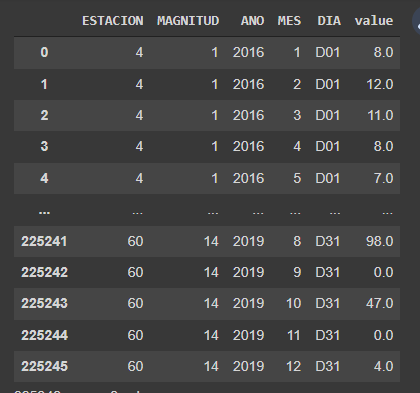 ESTACION MAGNITUD ANO MES DIA value
0 4 1 2016 1 D01 8.0
1 4 1 2016 2 D01 12.0
2 4 1 2016 3 D01 11.0
3 4 1 2016 4 D01 8.0
4 4 1 2016 5 D01 7.0
... ... ... ... ... ... ...
225241 60 14 2019 8 D31 98.0
225242 60 14 2019 9 D31 0.0
225243 60 14 2019 10 D31 47.0
225244 60 14 2019 11 D31 0.0
225245 60 14 2019 12 D31 4.0